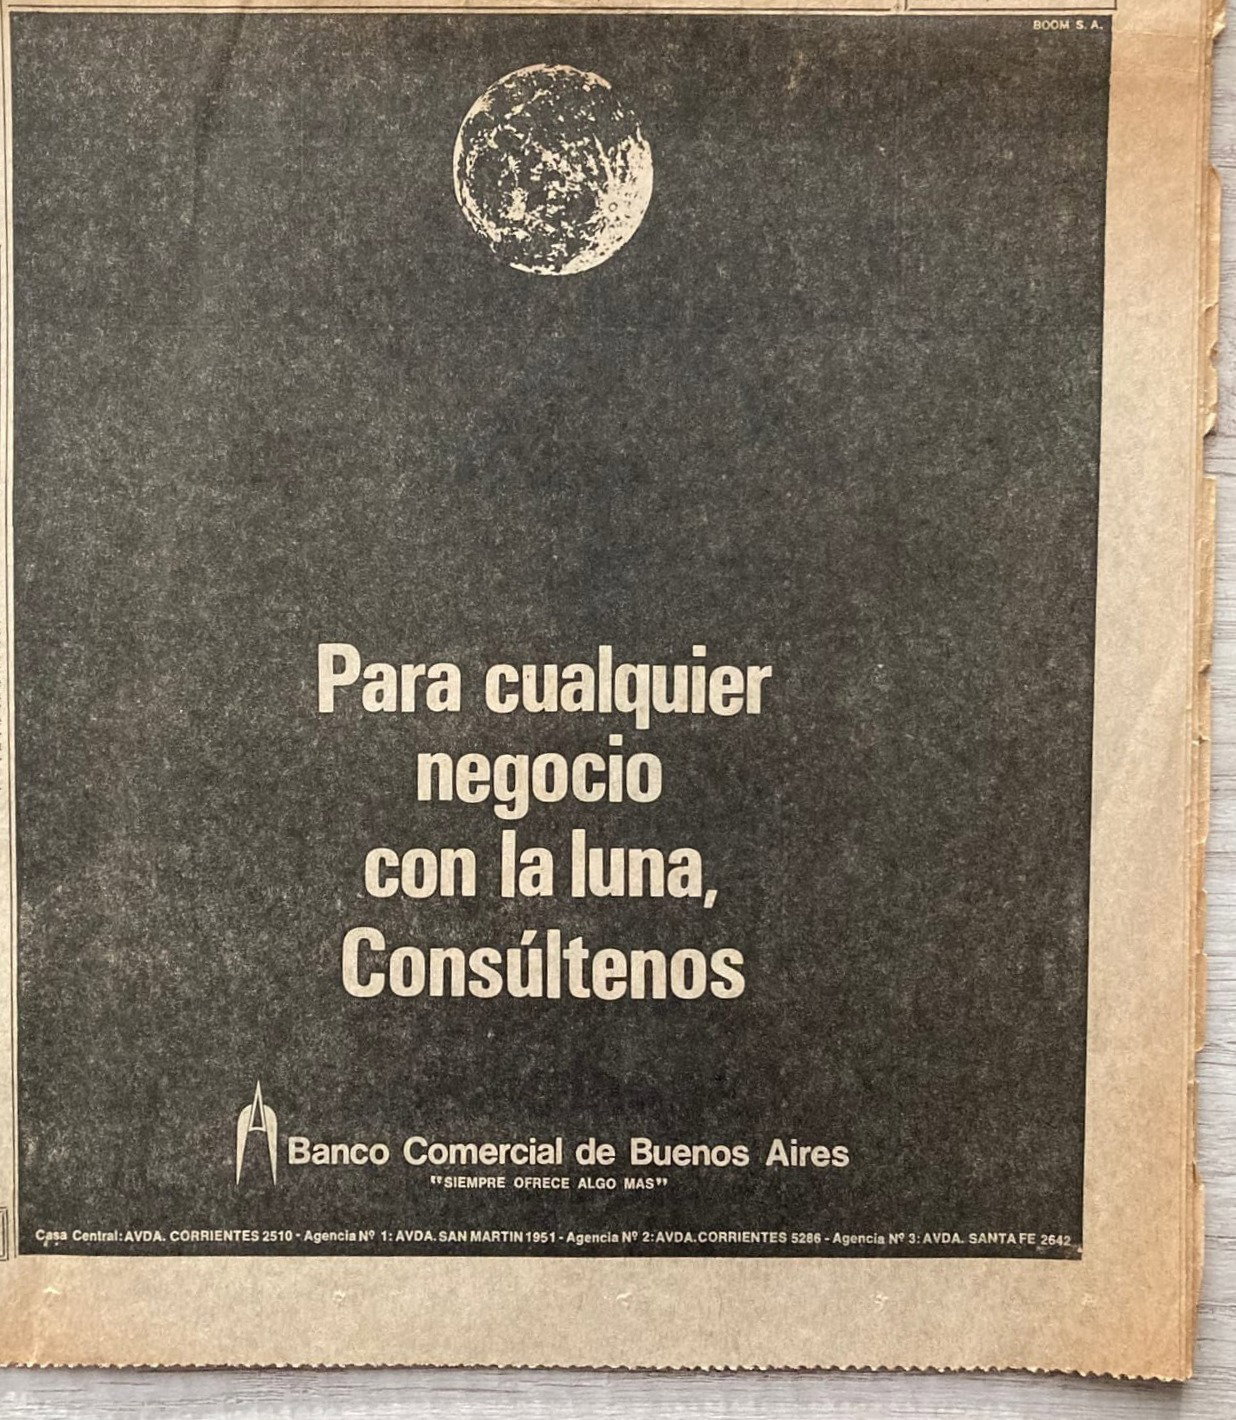 BOOM S. A.
Para cualquier
negocio
con la luna,
Consúltenos
Banco Comercial de Buenos Aires
"SIEMPRE OFRECE ALGO MAS"
Casa Central: AVDA. CORRIENTES 2510 - Agencia Nº 1: AVDA. SAN MARTIN 1951 - Agencia Nº 2: AVDA. CORRIENTES 5286 - Agencia Nº 3: AVDA. SANTA FE 2642